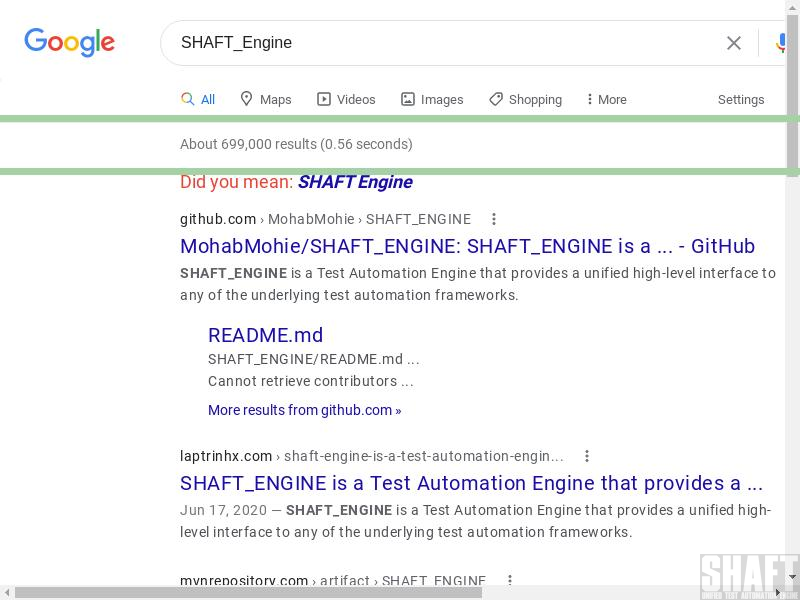 Google
SHAFT_Engine
All Maps Videos Images Shopping More Settings
About 699,000 results (0.56 seconds)
Did you mean: SHAFT Engine
github.com › MohabMohie › SHAFT_ENGINE
MohabMohie/SHAFT_ENGINE: SHAFT_ENGINE is a ... - GitHub
SHAFT_ENGINE is a Test Automation Engine that provides a unified high-level interface to
any of the underlying test automation frameworks.
README.md
SHAFT_ENGINE/README.md ...
Cannot retrieve contributors ...
More results from github.com »
laptrinhx.com › shaft-engine-is-a-test-automation-engin...
SHAFT_ENGINE is a Test Automation Engine that provides a ...
Jun 17, 2020 — SHAFT_ENGINE is a Test Automation Engine that provides a unified high-
level interface to any of the underlying test automation frameworks.
mvnrepository.com › artifact › SHAFT_ENGINE
SHAFT
UNIFIED TEST AUTOMATION ENGINE